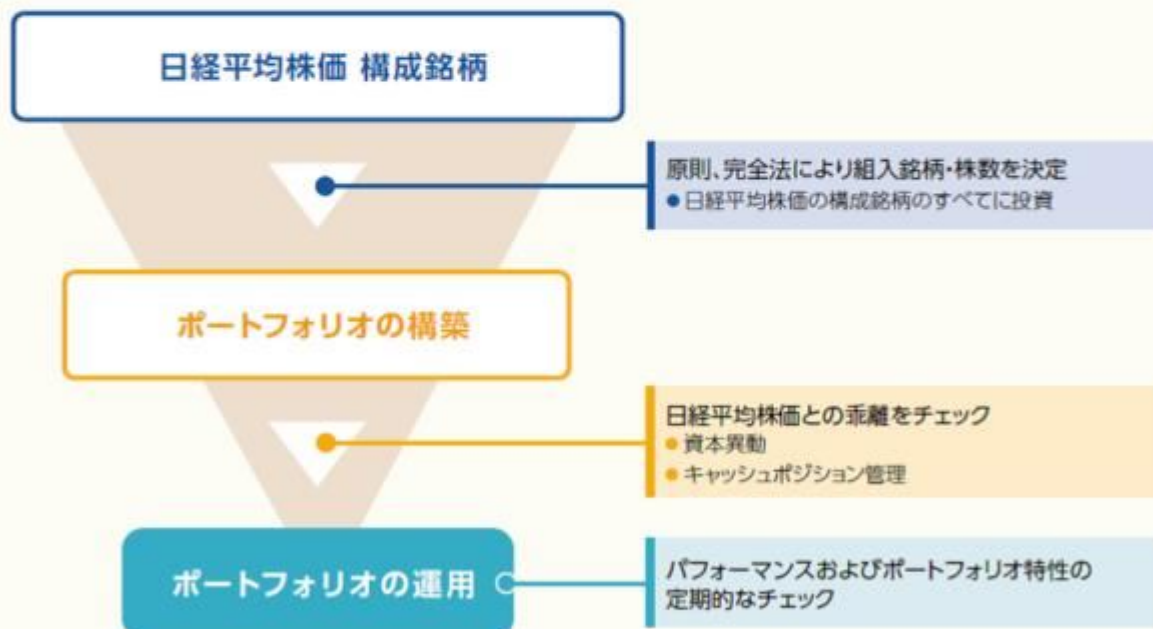 日経平均株価 構成銘柄
原則、完全法により組入銘柄・株数を決定
● 日経平均株価の構成銘柄のすべてに投資
ポートフォリオの構築
日経平均株価との乖離をチェック
● 資本異動
● キャッシュポジション管理
ポートフォリオの運用
パフォーマンスおよびポートフォリオ特性の
定期的なチェック